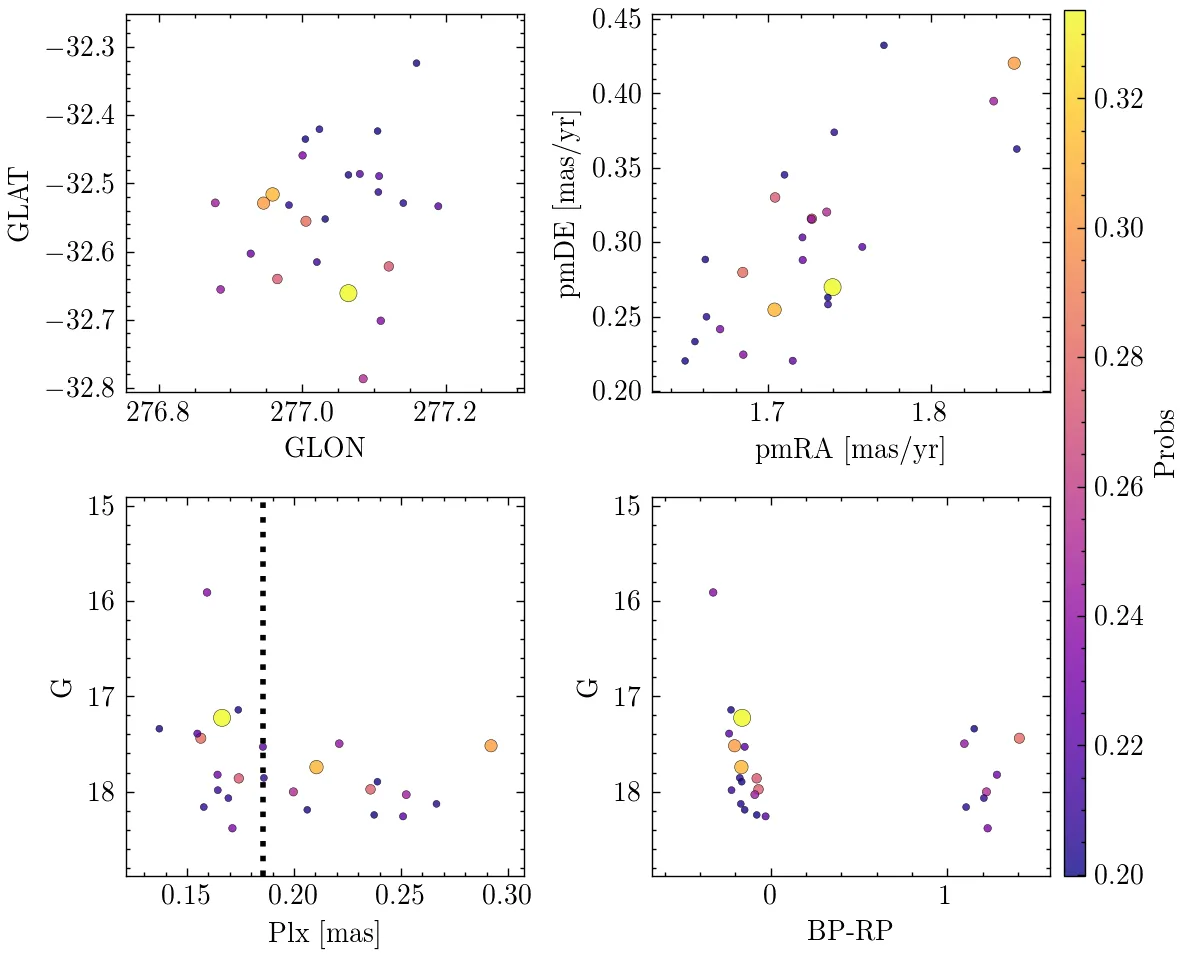 −32.3
−32.4
−32.5
−32.6
−32.7
−32.8
GLAT
276.8 277.0 277.2
GLON
0.45
0.40
0.35
0.30
0.25
0.20
pmDE [mas/yr]
1.7 1.8
pmRA [mas/yr]
15
16
17
18
G
0.15 0.20 0.25 0.30
Plx [mas]
15
16
17
18
G
0 1
BP-RP
0.32
0.30
0.28
0.26
0.24
0.22
0.20
Probs